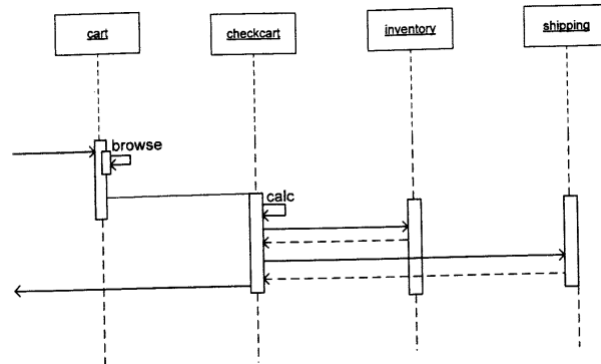 cart
checkcart
inventory
shipping
browse
calc